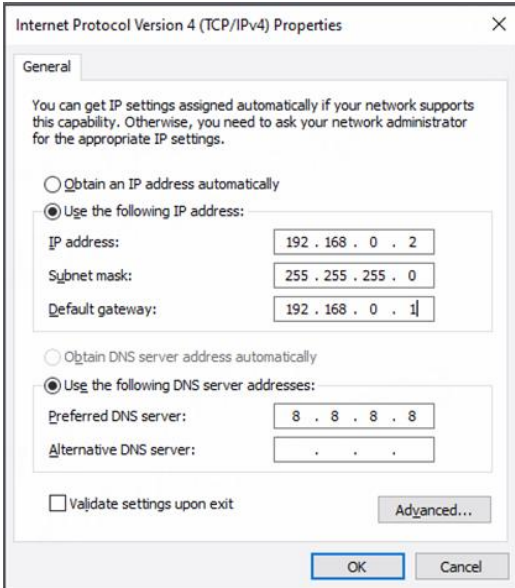 Internet Protocol Version 4 (TCP/IPv4) Properties
General
You can get IP settings assigned automatically if your network supports
this capability. Otherwise, you need to ask your network administrator
for the appropriate IP settings.
Obtain an IP address automatically
Use the following IP address:
IP address: 192 . 168 . 0 . 2
Subnet mask: 255 . 255 . 255 . 0
Default gateway: 192 . 168 . 0 . 1
Obtain DNS server address automatically
Use the following DNS server addresses:
Preferred DNS server: 8 . 8 . 8 . 8
Alternative DNS server: . . .
Validate settings upon exit
Advanced...
OK Cancel